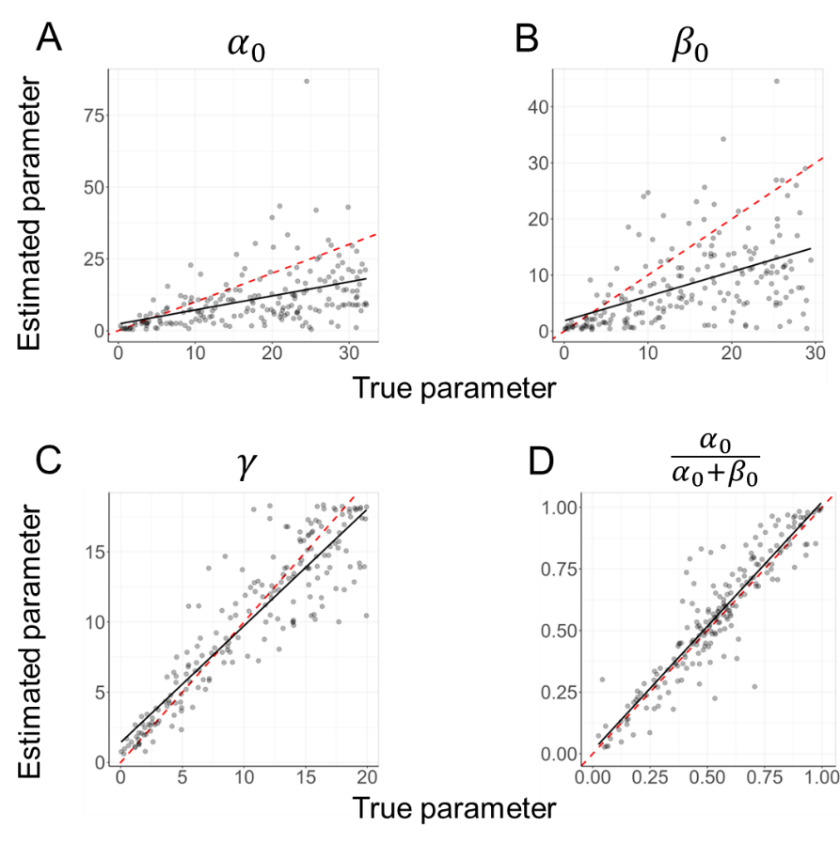 A
α₀
B
β₀
Estimated parameter
75
50
25
0
0 10 20 30
40
30
20
10
0
0 10 20 30
True parameter
C
γ
D
α₀
α₀+β₀
Estimated parameter
15
10
5
0
0 5 10 15 20
1.00
0.75
0.50
0.25
0.00
0.00 0.25 0.50 0.75 1.00
True parameter